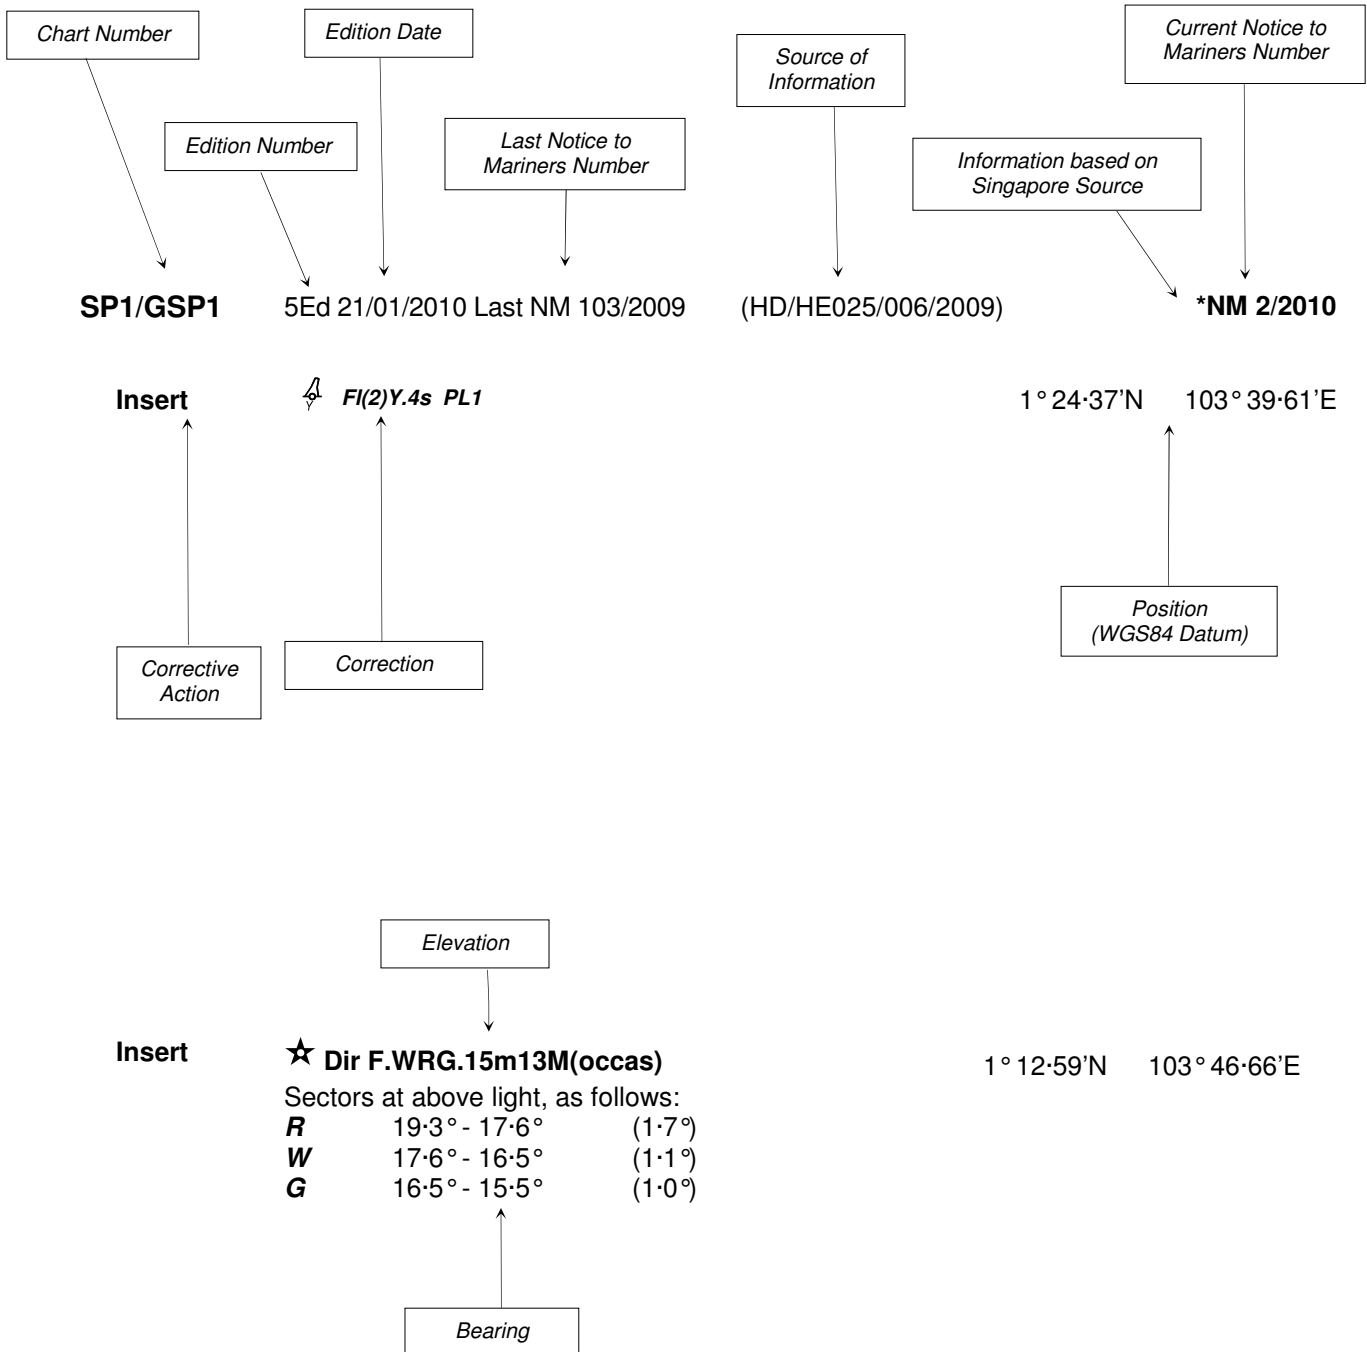 Chart Number
Edition Date
Source of
Information
Current Notice to
Mariners Number
Edition Number
Last Notice to
Mariners Number
Information based on
Singapore Source
SP1/GSP1 5Ed 21/01/2010 Last NM 103/2009 (HD/HE025/006/2009) *NM 2/2010
Insert Fl(2)Y.4s PL1 1°24·37'N 103°39·61'E
Position
(WGS84 Datum)
Corrective
Action
Correction
Elevation
Insert Dir F.WRG.15m13M(occas) 1°12·59'N 103°46·66'E
Sectors at above light, as follows:
R 19·3° - 17·6° (1·7°)
W 17·6° - 16·5° (1·1°)
G 16·5° - 15·5° (1·0°)
Bearing